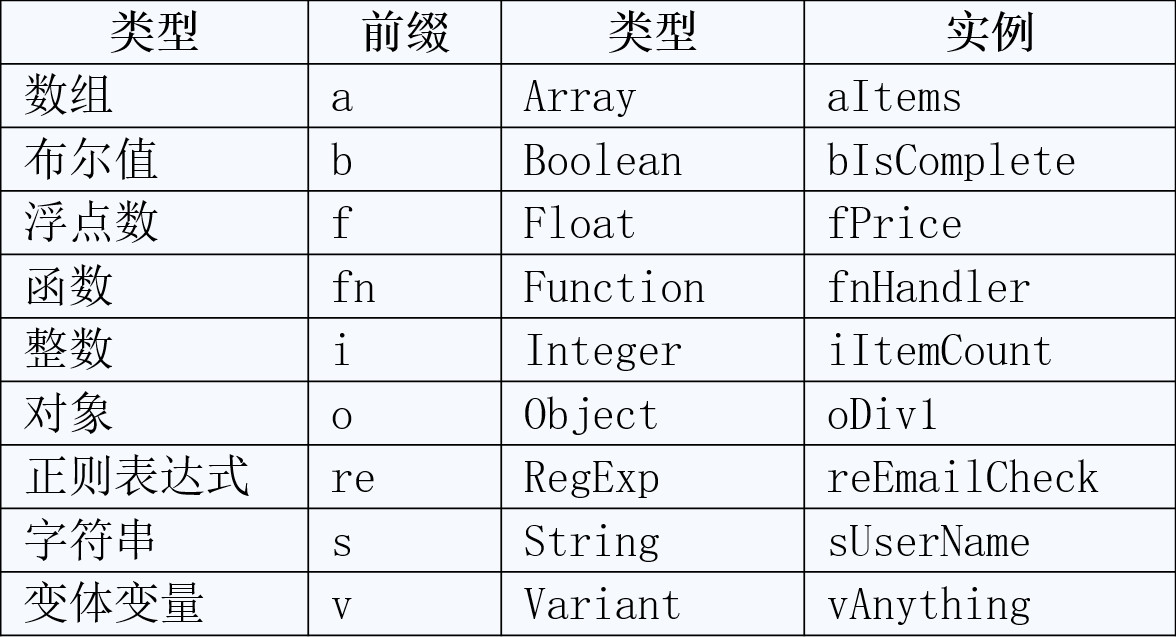 类型 前缀 类型 实例
数组 a Array aItems
布尔值 b Boolean bIsComplete
浮点数 f Float fPrice
函数 fn Function fnHandler
整数 i Integer iItemCount
对象 o Object oDiv1
正则表达式 re RegExp reEmailCheck
字符串 s String sUserName
变体变量 v Variant vAnything